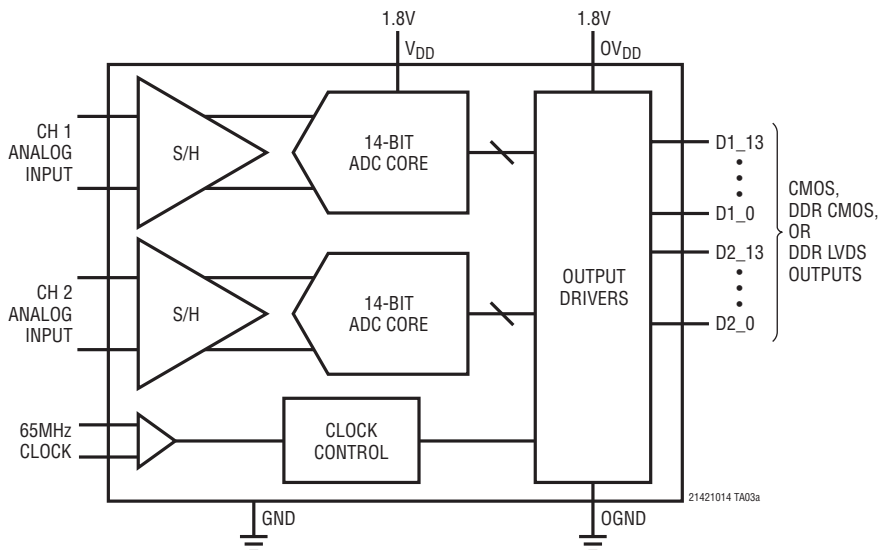 1.8V
1.8V
V_DD
OV_DD
CH 1
ANALOG
INPUT
S/H
14-BIT
ADC CORE
D1_13
D1_0
D2_13
D2_0
CMOS,
DDR CMOS,
OR
DDR LVDS
OUTPUTS
OUTPUT
DRIVERS
CH 2
ANALOG
INPUT
S/H
14-BIT
ADC CORE
65MHz
CLOCK
CLOCK
CONTROL
GND
OGND
21421014 TA03a